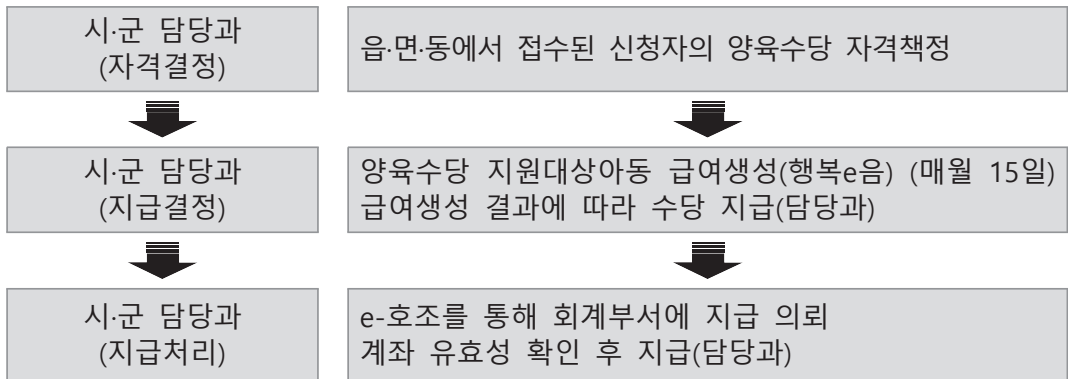 시·군 담당과
(자격결정)
읍·면·동에서 접수된 신청자의 양육수당 자격책정
시·군 담당과
(지급결정)
양육수당 지원대상아동 급여생성(행복e음) (매월 15일)
급여생성 결과에 따라 수당 지급(담당과)
시·군 담당과
(지급처리)
e-호조를 통해 회계부서에 지급 의뢰
계좌 유효성 확인 후 지급(담당과)